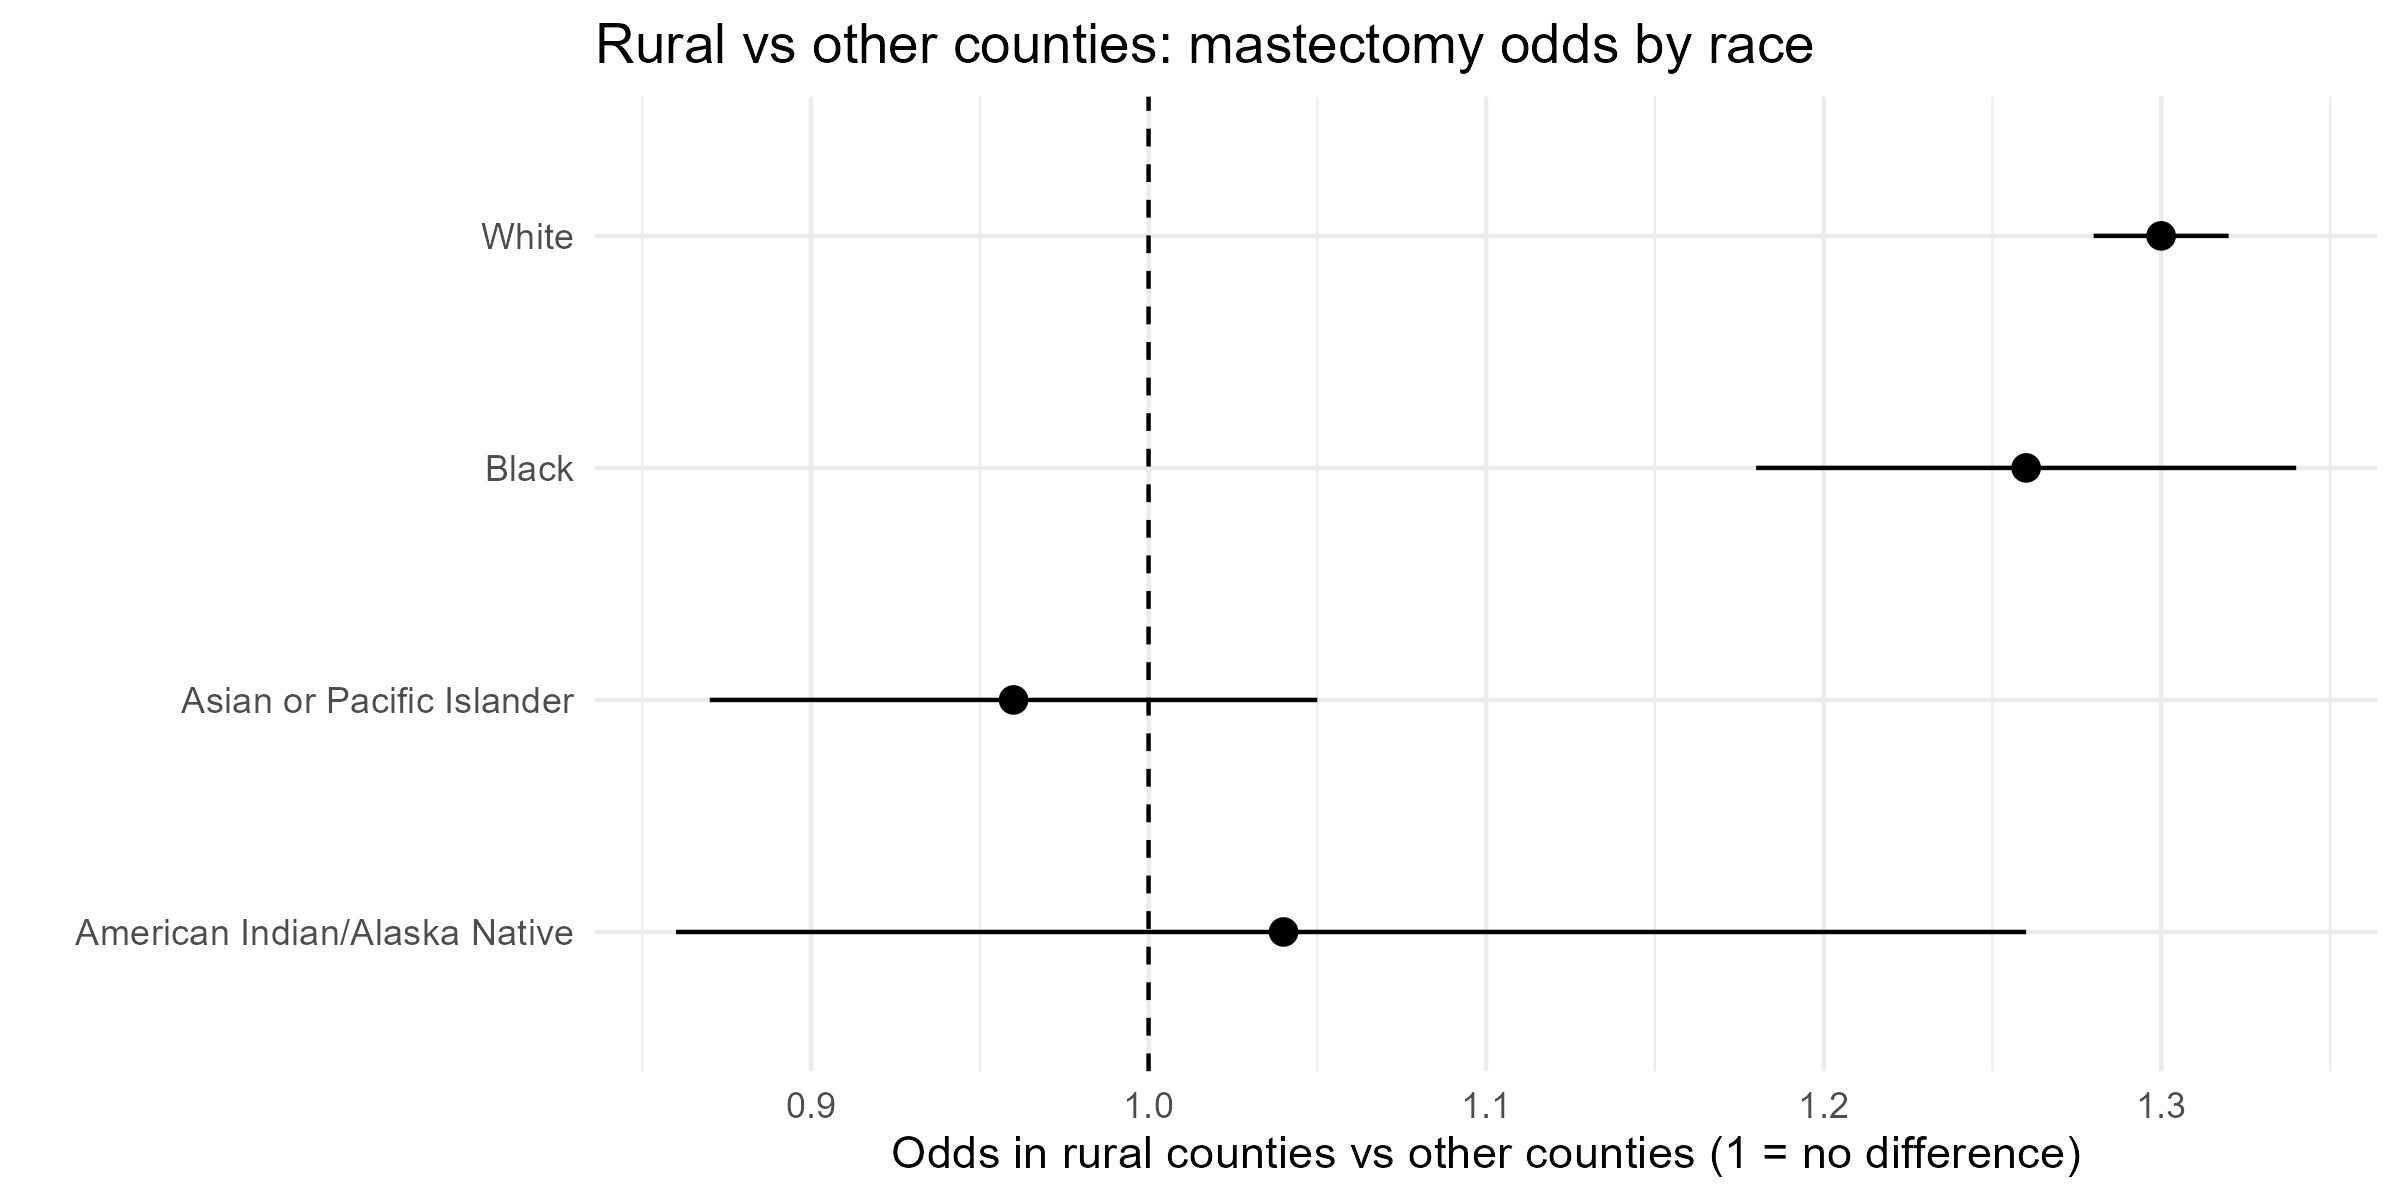 Rural vs other counties: mastectomy odds by race
White
Black
Asian or Pacific Islander
American Indian/Alaska Native
0.9 1.0 1.1 1.2 1.3
Odds in rural counties vs other counties (1 = no difference)